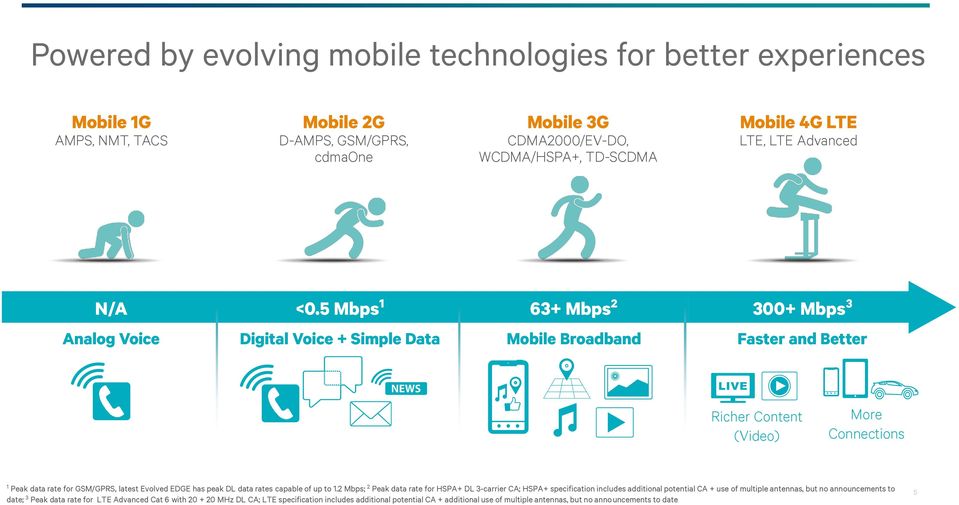 Powered by evolving mobile technologies for better experiences
Mobile 1G
AMPS, NMT, TACS
Mobile 2G
D-AMPS, GSM/GPRS,
cdmaOne
Mobile 3G
CDMA2000/EV-DO,
WCDMA/HSPA+, TD-SCDMA
Mobile 4G LTE
LTE, LTE Advanced
N/A
<0.5 Mbps¹
63+ Mbps²
300+ Mbps³
Analog Voice
Digital Voice + Simple Data
Mobile Broadband
Faster and Better
NEWS
LIVE
Richer Content
(Video)
More
Connections
¹ Peak data rate for GSM/GPRS, latest Evolved EDGE has peak DL data rates capable of up to 1.2 Mbps; ² Peak data rate for HSPA+ DL 3-carrier CA; HSPA+ specification includes additional potential CA + use of multiple antennas, but no announcements to
date; ³ Peak data rate for LTE Advanced Cat 6 with 20 + 20 MHz DL CA; LTE specification includes additional potential CA + additional use of multiple antennas, but no announcements to date
5